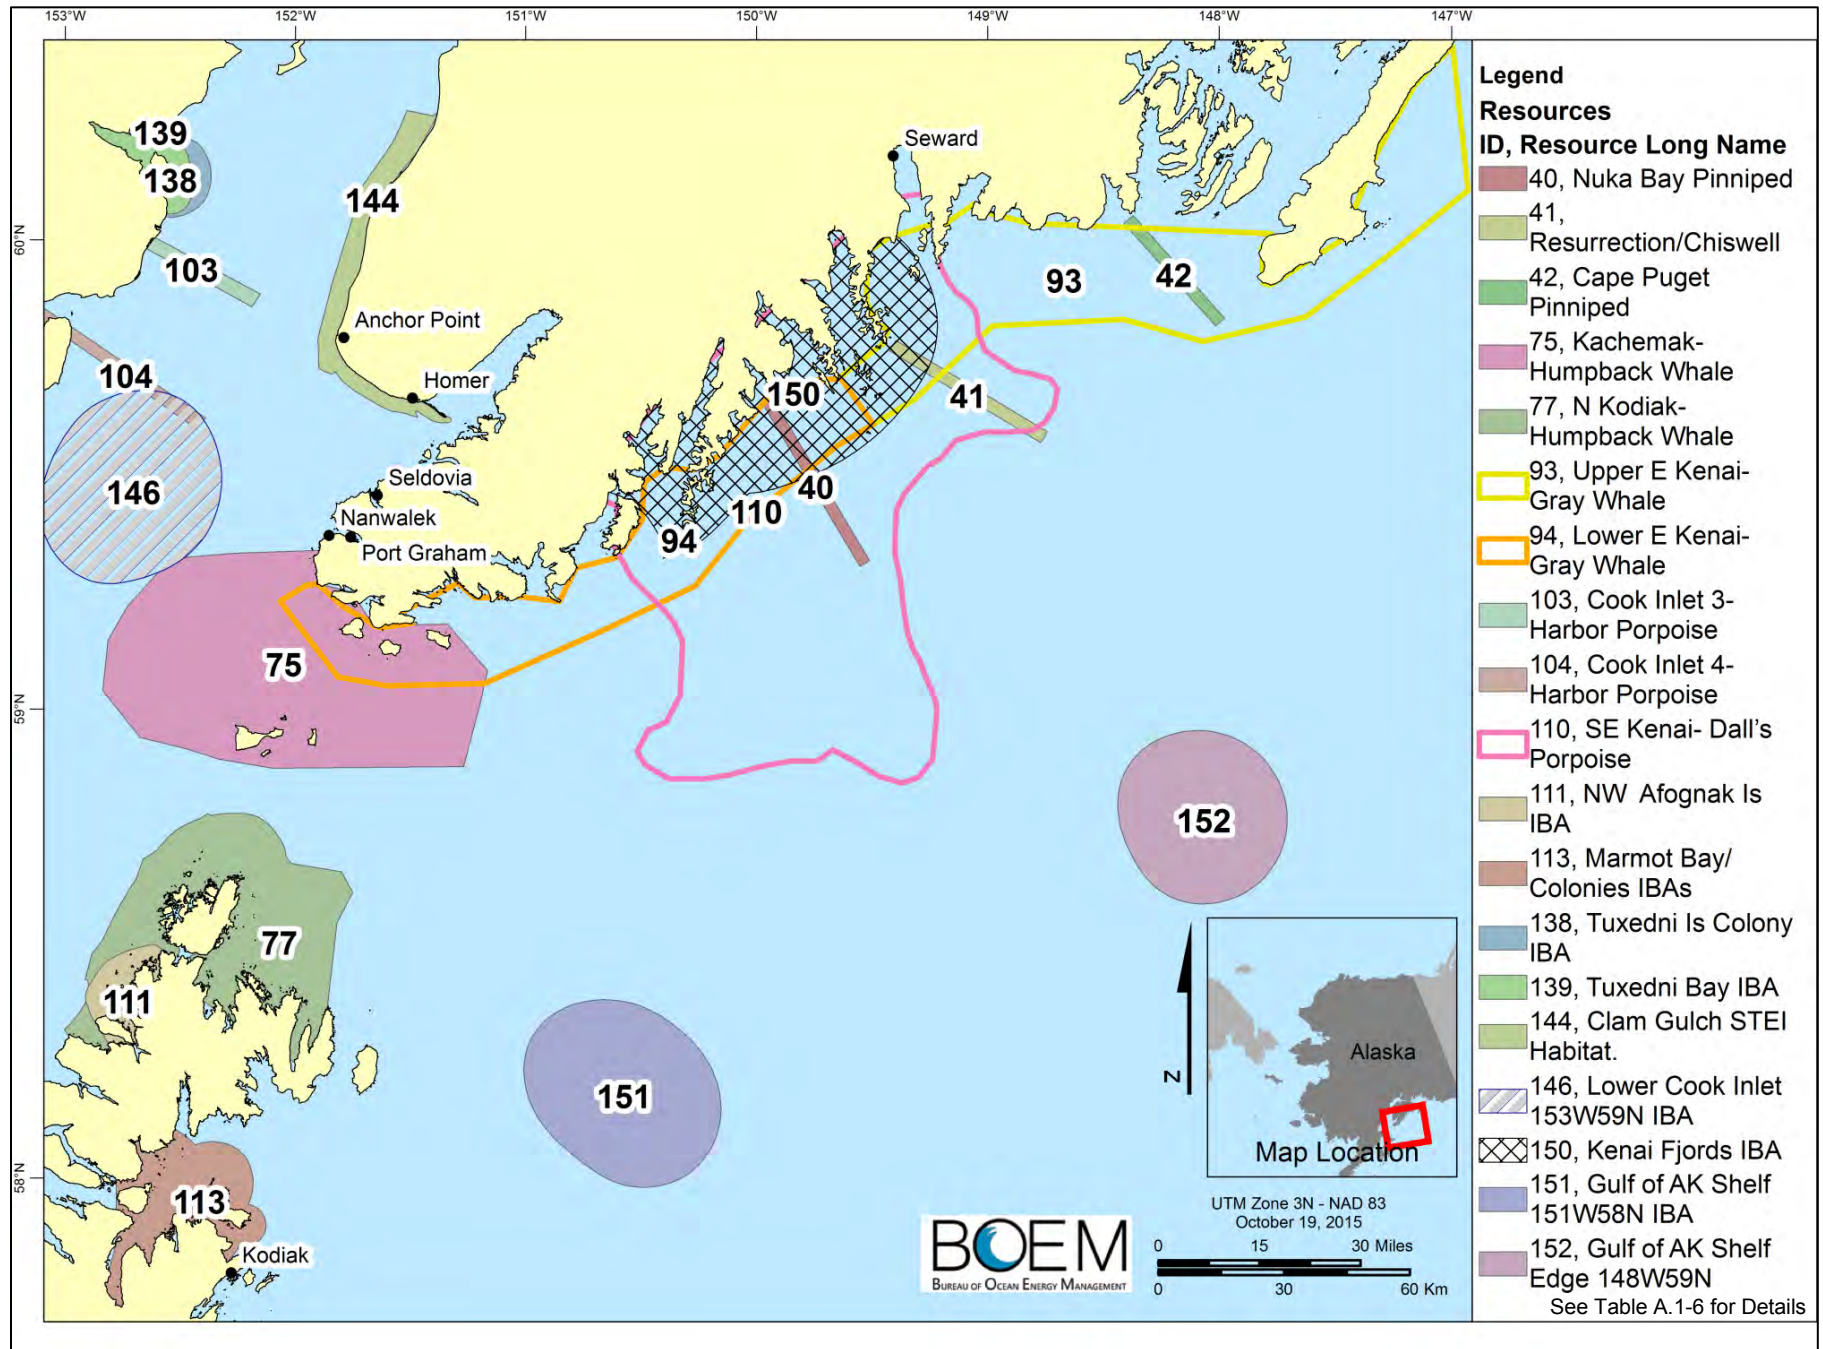 153°W
152°W
151°W
150°W
149°W
148°W
147°W
60°N
59°N
58°N
139
138
144
103
104
146
75
77
111
113
151
152
150
94
110
40
41
93
42
Seward
Anchor Point
Homer
Seldovia
Nanwalek
Port Graham
Kodiak
Legend
Resources
ID, Resource Long Name
40, Nuka Bay Pinniped
41,
Resurrection/Chiswell
42, Cape Puget
Pinniped
75, Kachemak-
Humpback Whale
77, N Kodiak-
Humpback Whale
93, Upper E Kenai-
Gray Whale
94, Lower E Kenai-
Gray Whale
103, Cook Inlet 3-
Harbor Porpoise
104, Cook Inlet 4-
Harbor Porpoise
110, SE Kenai- Dall's
Porpoise
111, NW Afognak Is
IBA
113, Marmot Bay/
Colonies IBAs
138, Tuxedni Is Colony
IBA
139, Tuxedni Bay IBA
144, Clam Gulch STEI
Habitat.
146, Lower Cook Inlet
153W59N IBA
150, Kenai Fjords IBA
151, Gulf of AK Shelf
151W58N IBA
152, Gulf of AK Shelf
Edge 148W59N
See Table A.1-6 for Details
N
Alaska
Map Location
UTM Zone 3N - NAD 83
October 19, 2015
0 15 30 Miles
0 30 60 Km
BOEM
BUREAU OF OCEAN ENERGY MANAGEMENT